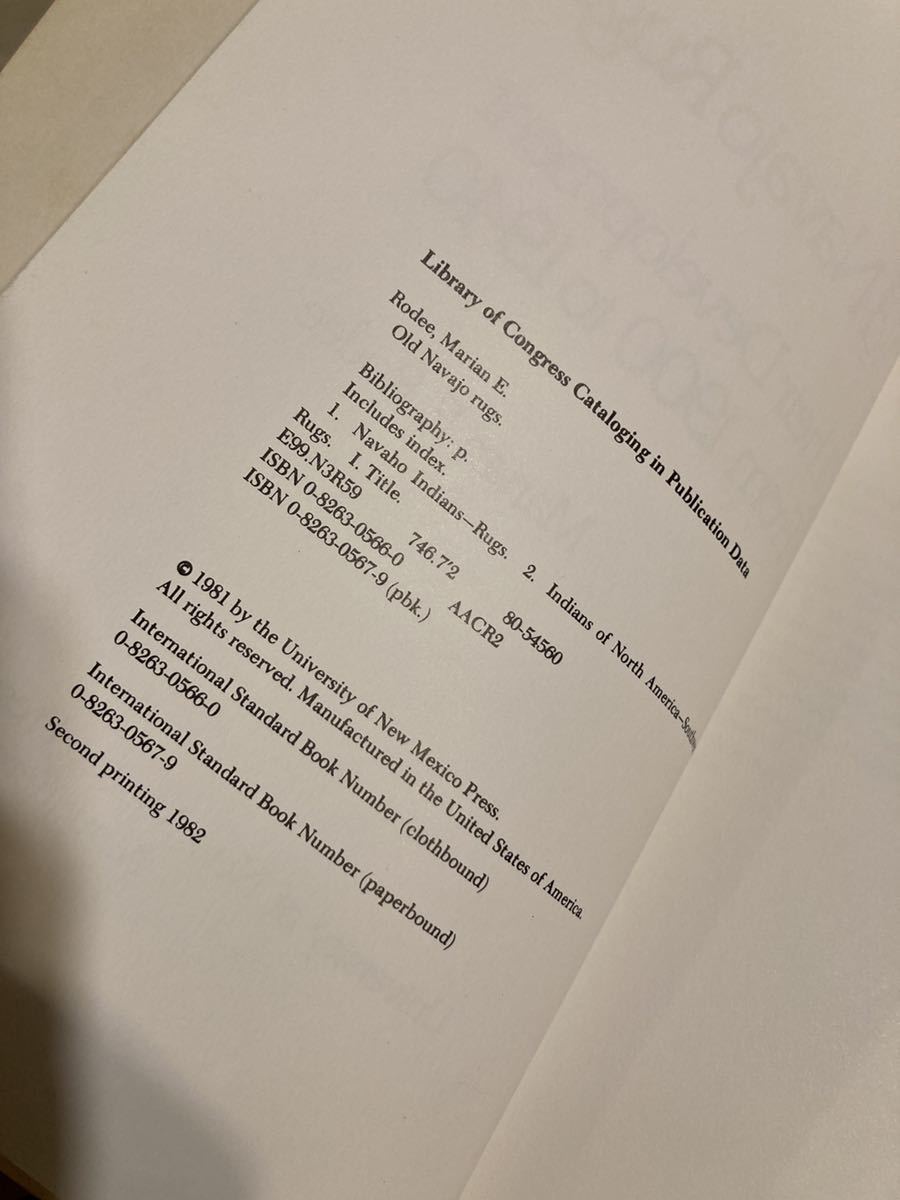 Library of Congress Cataloging in Publication Data
Rodee, Marian E.
Old Navajo rugs.
Bibliography: p.
Includes index.
1. Navaho Indians—Rugs. 2. Indians of North America—
Rugs. I. Title.
E99.N3R59 746.7'2 80-54560
ISBN 0-8263-0566-0 AACR2
ISBN 0-8263-0567-9 (pbk.)
© 1981 by the University of New Mexico Press.
All rights reserved. Manufactured in the United States of America.
International Standard Book Number (clothbound)
0-8263-0566-0
International Standard Book Number (paperbound)
0-8263-0567-9
Second printing 1982